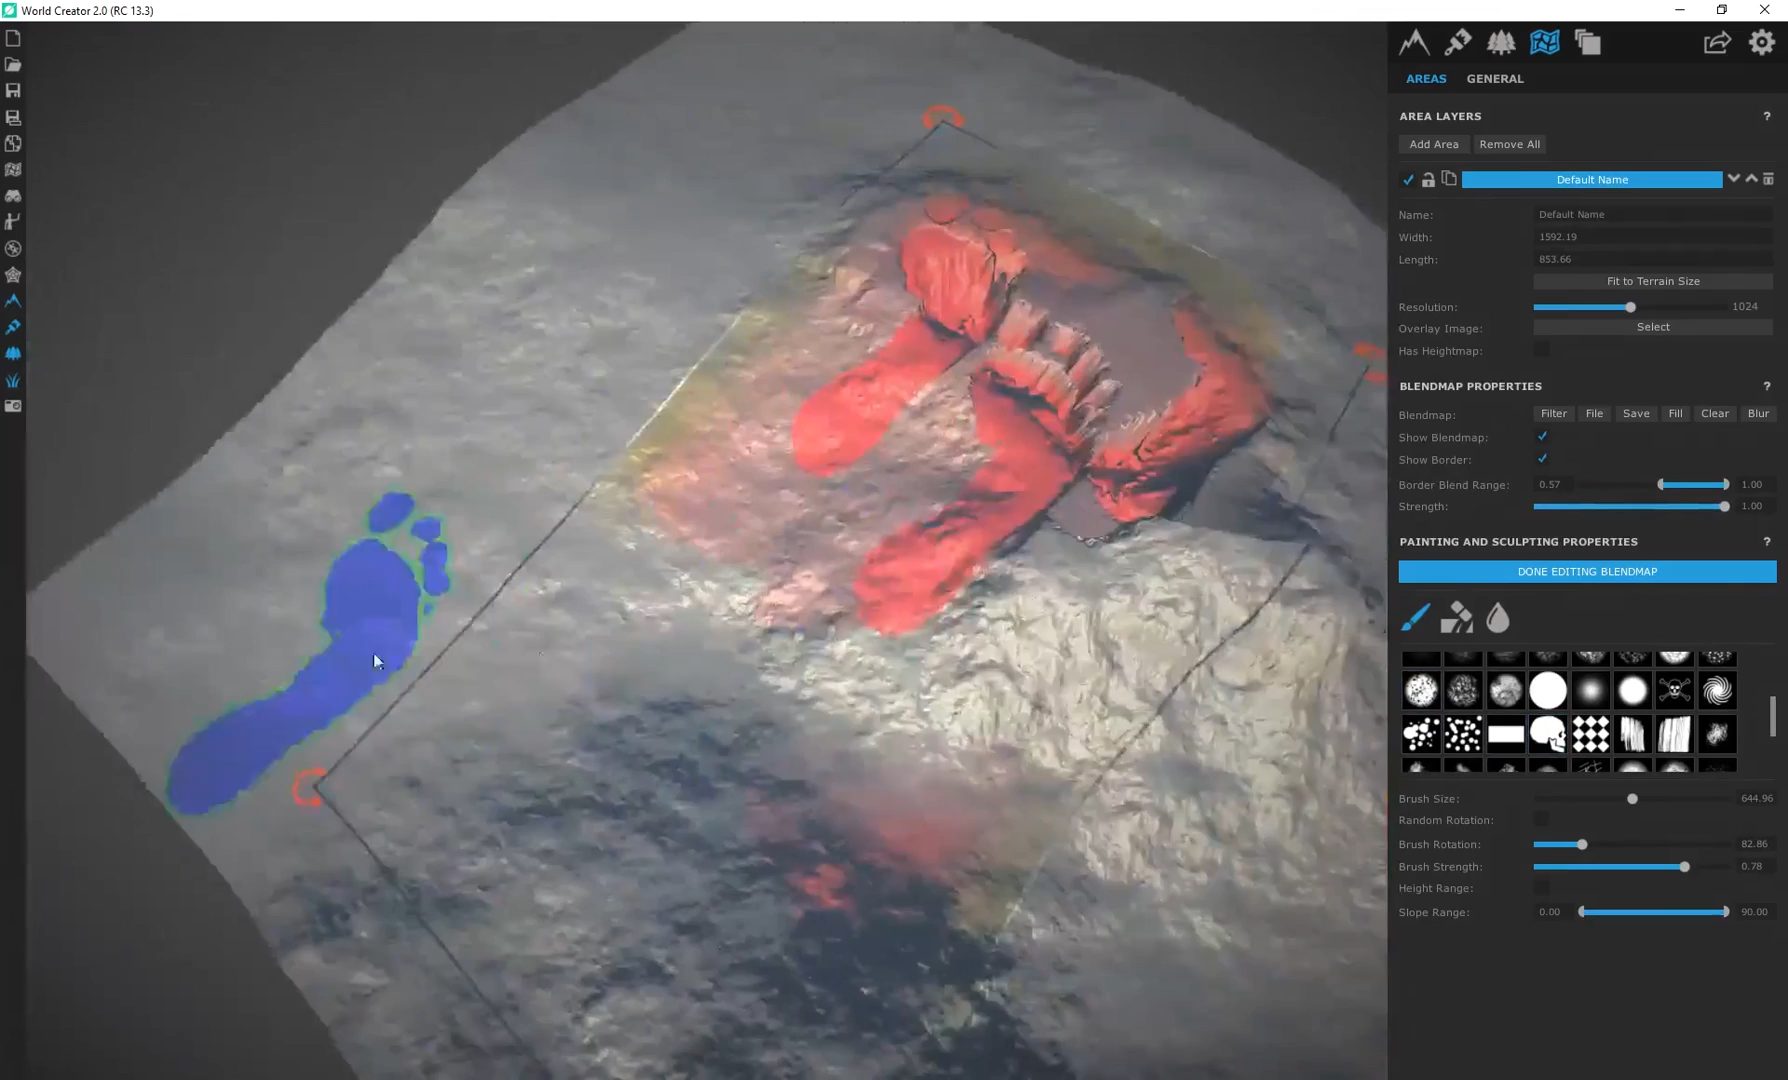 World Creator 2.0 (RC 13.3)
AREAS GENERAL
AREA LAYERS ?
Add Area Remove All
Default Name
Name: Default Name
Width: 1592.19
Length: 853.66
Fit to Terrain Size
Resolution: 1024
Overlay Image: Select
Has Heightmap:
BLENDMAP PROPERTIES ?
Blendmap: Filter File Save Fill Clear Blur
Show Blendmap:
Show Border:
Border Blend Range: 0.57 1.00
Strength: 1.00
PAINTING AND SCULPTING PROPERTIES ?
DONE EDITING BLENDMAP
Brush Size: 644.96
Random Rotation:
Brush Rotation: 82.86
Brush Strength: 0.78
Height Range:
Slope Range: 0.00 90.00